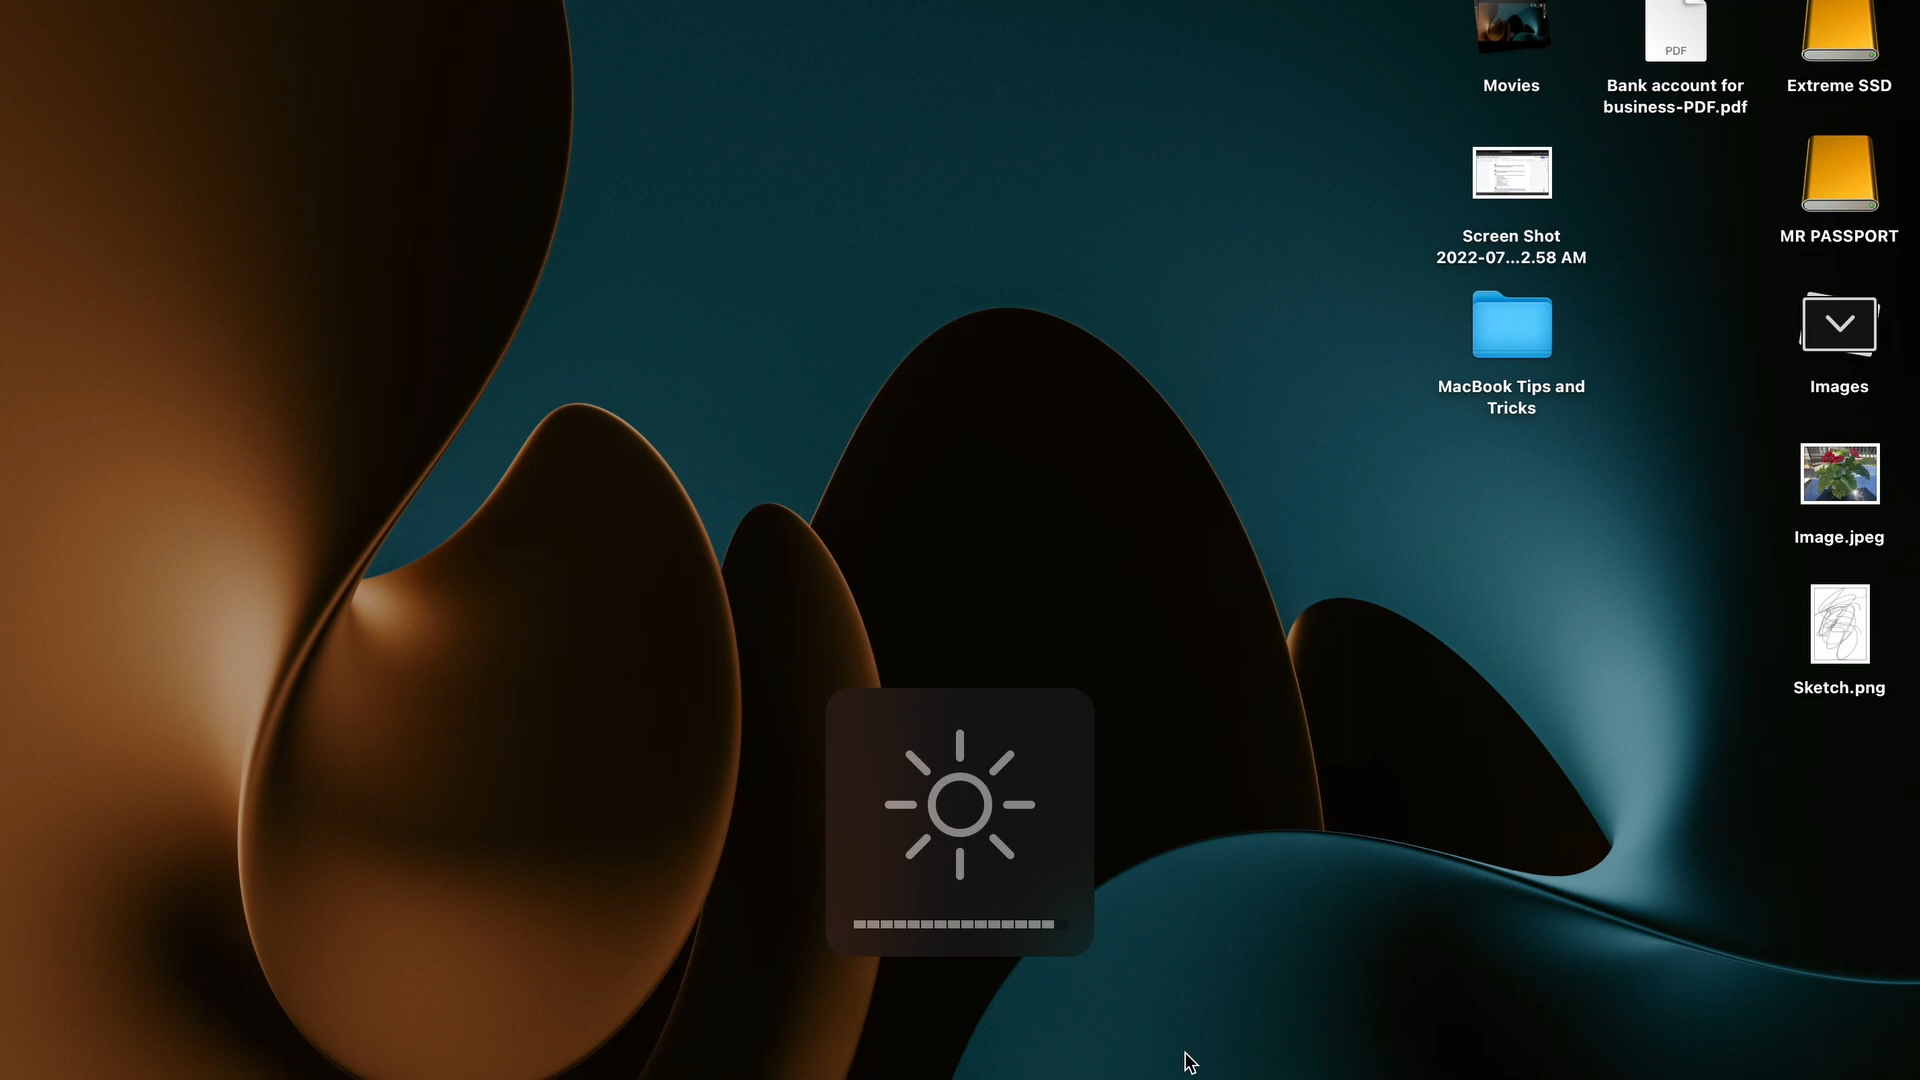 Movies
PDF
Bank account for
business-PDF.pdf
Extreme SSD
Screen Shot
2022-07...2.58 AM
MR PASSPORT
MacBook Tips and
Tricks
Images
Image.jpeg
Sketch.png